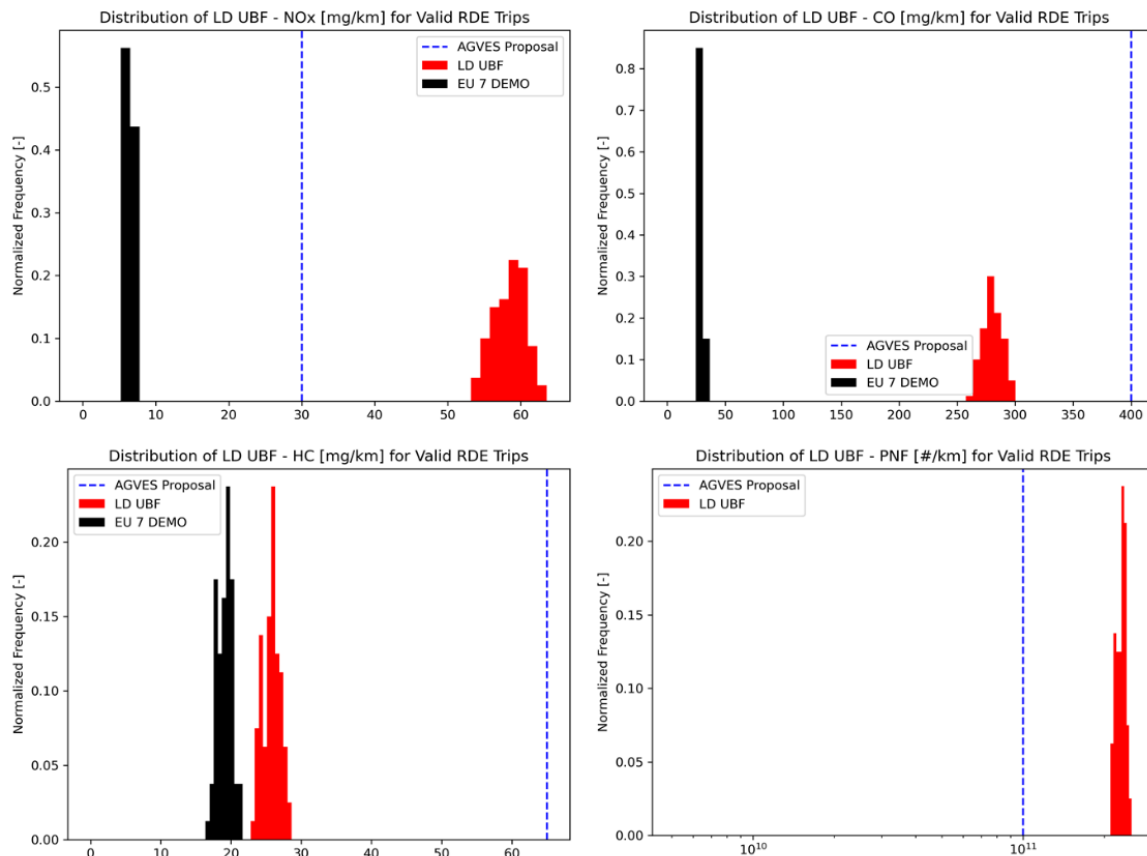 Distribution of LD UBF - NOx [mg/km] for Valid RDE Trips
Normalized Frequency [-]
0.5
0.4
0.3
0.2
0.1
0.0
0 10 20 30 40 50 60
AGVES Proposal
LD UBF
EU 7 DEMO
Distribution of LD UBF - CO [mg/km] for Valid RDE Trips
Normalized Frequency [-]
0.8
0.7
0.6
0.5
0.4
0.3
0.2
0.1
0.0
0 50 100 150 200 250 300 350 400
AGVES Proposal
LD UBF
EU 7 DEMO
Distribution of LD UBF - HC [mg/km] for Valid RDE Trips
Normalized Frequency [-]
0.20
0.15
0.10
0.05
0.00
0 10 20 30 40 50 60
AGVES Proposal
LD UBF
EU 7 DEMO
Distribution of LD UBF - PNF [#/km] for Valid RDE Trips
Normalized Frequency [-]
0.20
0.15
0.10
0.05
0.00
10¹⁰ 10¹¹
AGVES Proposal
LD UBF